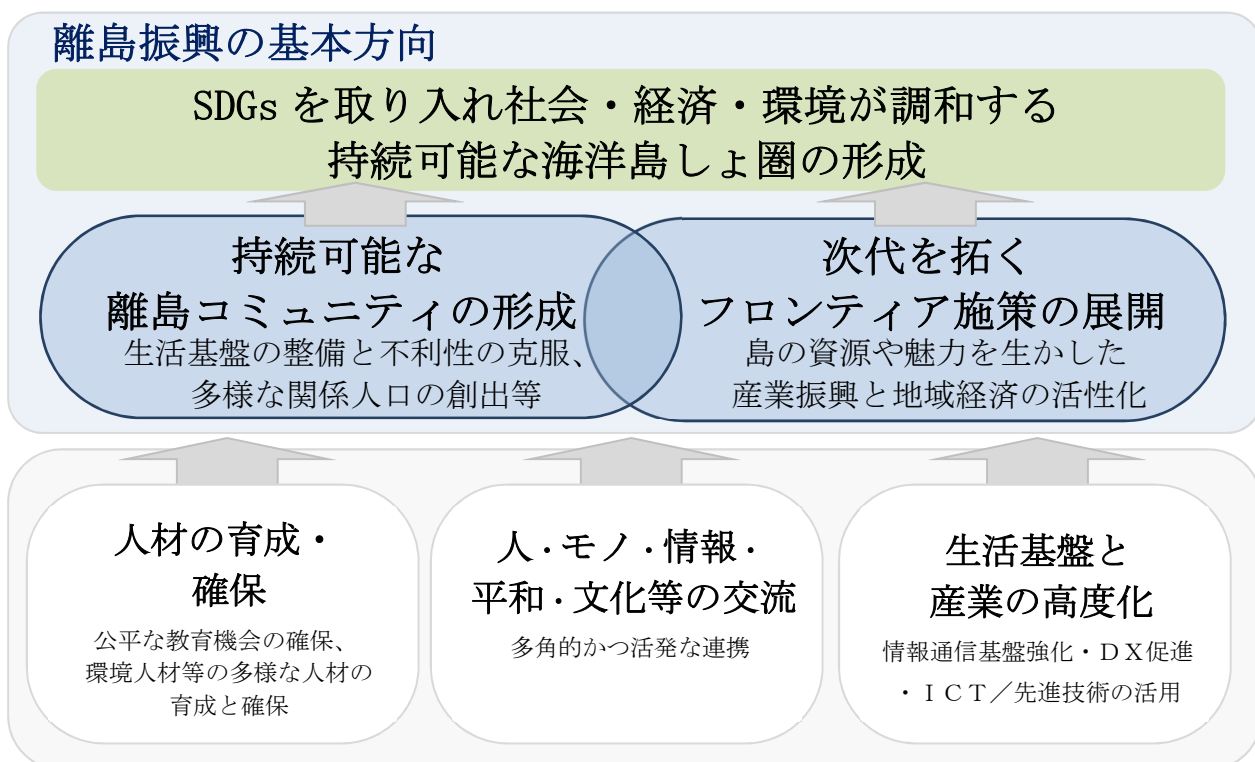 離島振興の基本方向
SDGs を取り入れ社会・経済・環境が調和する
持続可能な海洋島しょ圏の形成
持続可能な
離島コミュニティの形成
生活基盤の整備と不利性の克服、
多様な関係人口の創出等
次代を拓く
フロンティア施策の展開
島の資源や魅力を生かした
産業振興と地域経済の活性化
人材の育成・
確保
公平な教育機会の確保、
環境人材等の多様な人材の
育成と確保
人・モノ・情報・
平和・文化等の交流
多角的かつ活発な連携
生活基盤と
産業の高度化
情報通信基盤強化・ＤＸ促進
・ＩＣＴ／先進技術の活用